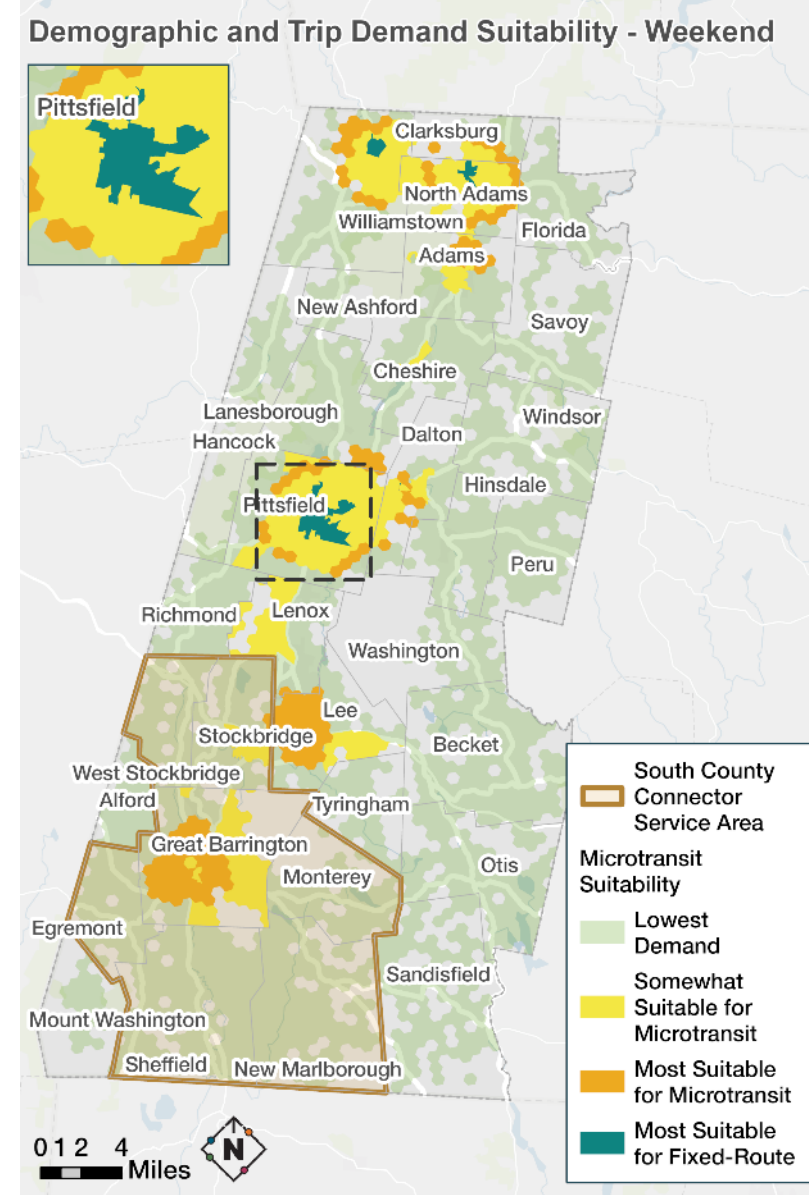 Demographic and Trip Demand Suitability - Weekend
Pittsfield
Clarksburg
North Adams
Williamstown
Florida
Adams
New Ashford
Savoy
Cheshire
Lanesborough
Windsor
Hancock
Dalton
Hinsdale
Pittsfield
Peru
Richmond
Lenox
Washington
Lee
Stockbridge
Becket
West Stockbridge
Alford
Tyringham
Great Barrington
Monterey
Otis
Egremont
Sandisfield
Mount Washington
Sheffield
New Marlborough
South County
Connector
Service Area
Microtransit
Suitability
Lowest
Demand
Somewhat
Suitable for
Microtransit
Most Suitable
for Microtransit
Most Suitable
for Fixed-Route
0 1 2 4
Miles
N